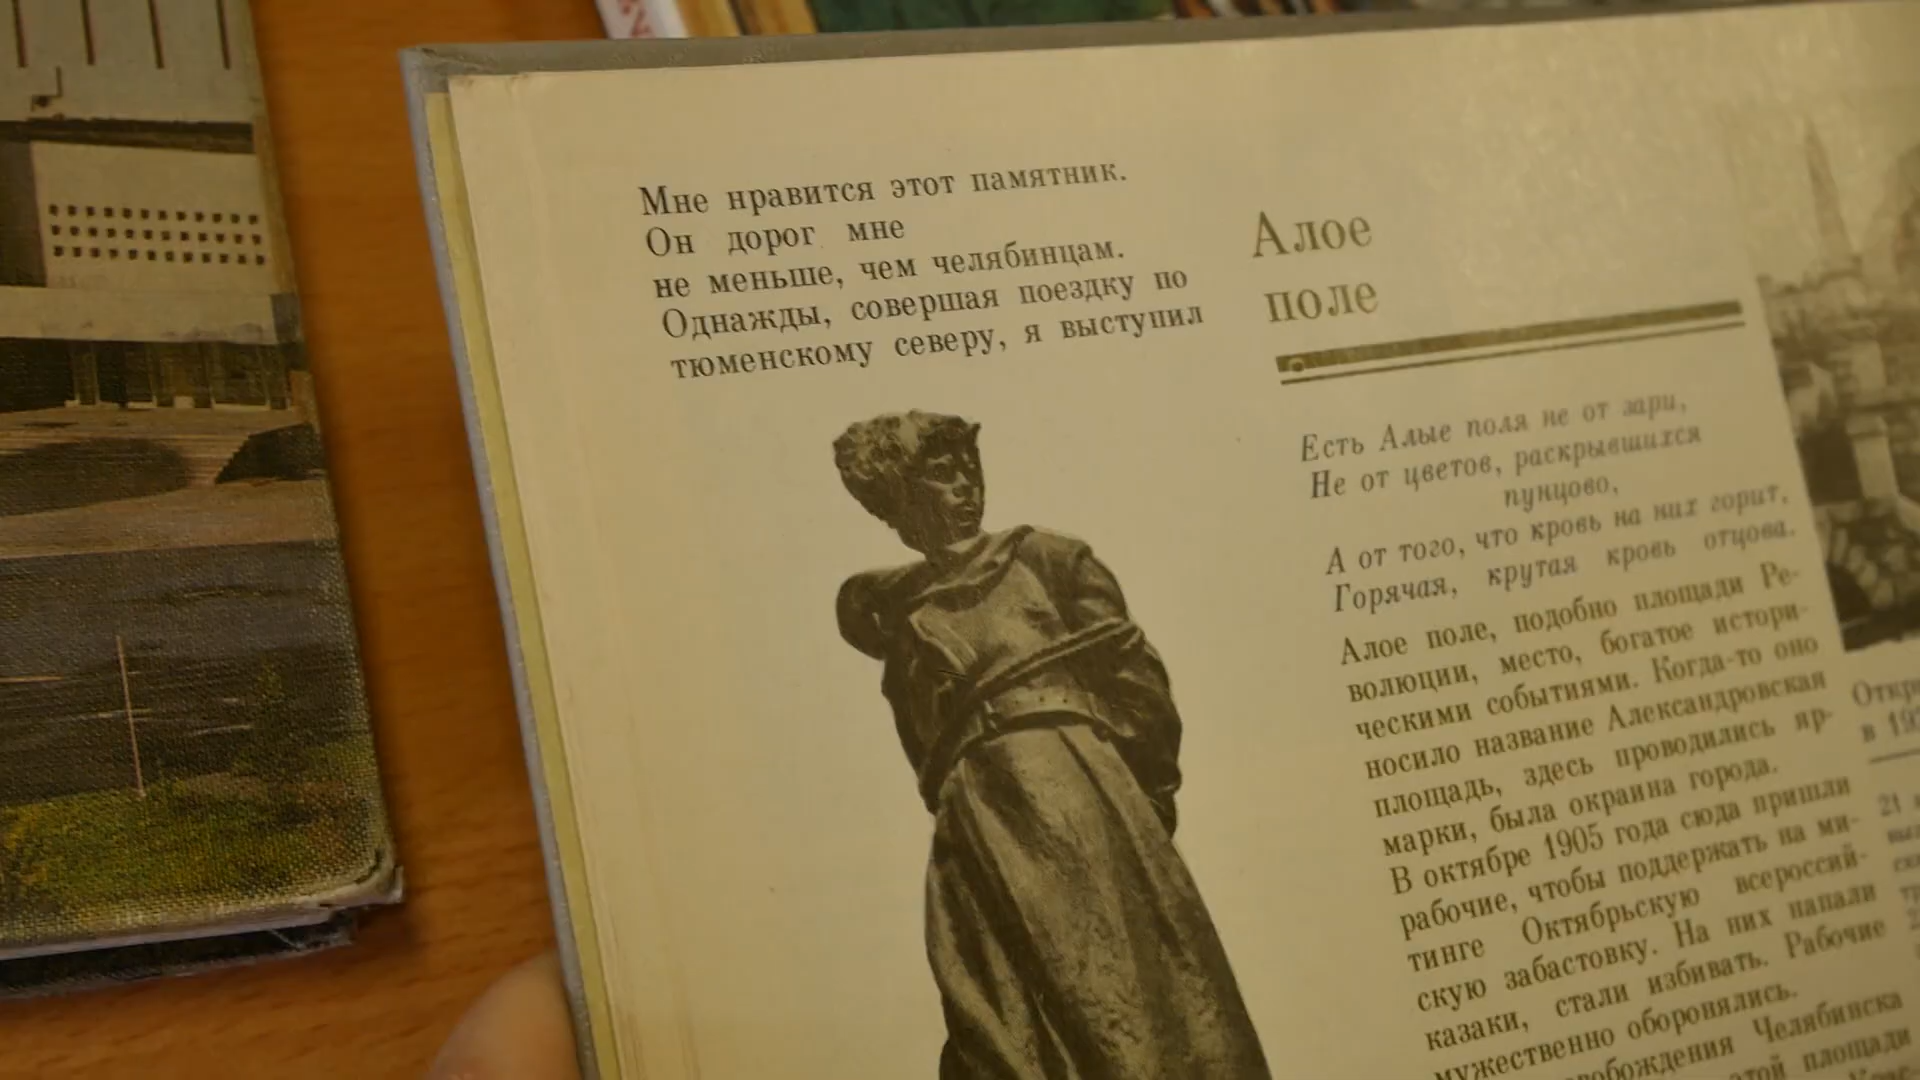 Мне нравится этот памятник.
Он дорог мне
не меньше, чем челябинцам.
Однажды, совершая поездку по
тюменскому северу, я выступил
Алое
поле
Есть Алые поля не от зари,
Не от цветов, раскрывшихся
пунцово,
А от того, что кровь на них горит,
Горячая, крутая кровь отцова.
Алое поле, подобно площади Ре-
волюции, место, богатое истори-
ческими событиями. Когда-то оно
носило название Александровская
площадь, здесь проводились яр-
марки, была окраина города.
В октябре 1905 года сюда пришли
рабочие, чтобы поддержать на ми-
тинге Октябрьскую всероссий-
скую забастовку. На них напали
казаки, стали избивать. Рабочие
мужественно оборонялись.
Челябинска
площади
21